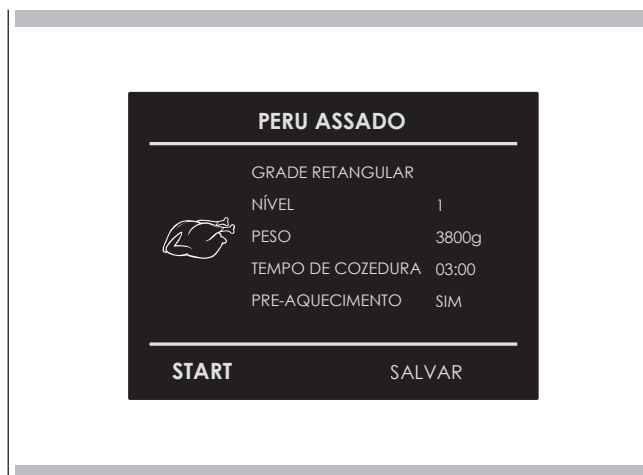 PERU ASSADO
GRADE RETANGULAR
NÍVEL 1
PESO 3800g
TEMPO DE COZEDURA 03:00
PRE-AQUECIMENTO SIM
START SALVAR